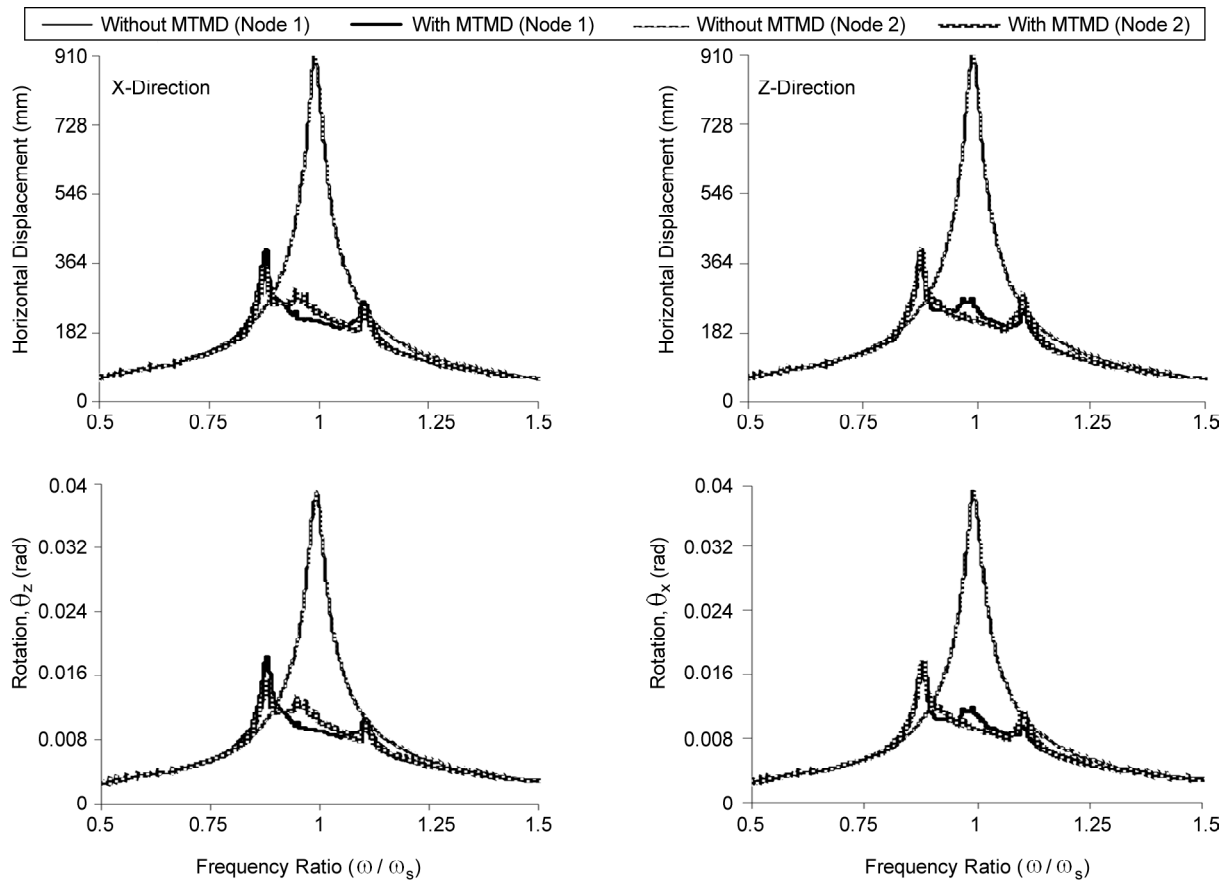 Without MTMD (Node 1) With MTMD (Node 1) Without MTMD (Node 2) With MTMD (Node 2)
X-Direction
Horizontal Displacement (mm)
910
728
546
364
182
0
0.5 0.75 1 1.25 1.5
Z-Direction
Horizontal Displacement (mm)
910
728
546
364
182
0
0.5 0.75 1 1.25 1.5
Rotation, θz (rad)
0.04
0.032
0.024
0.016
0.008
0
0.5 0.75 1 1.25 1.5
Frequency Ratio (ω / ωs)
Rotation, θx (rad)
0.04
0.032
0.024
0.016
0.008
0
0.5 0.75 1 1.25 1.5
Frequency Ratio (ω / ωs)